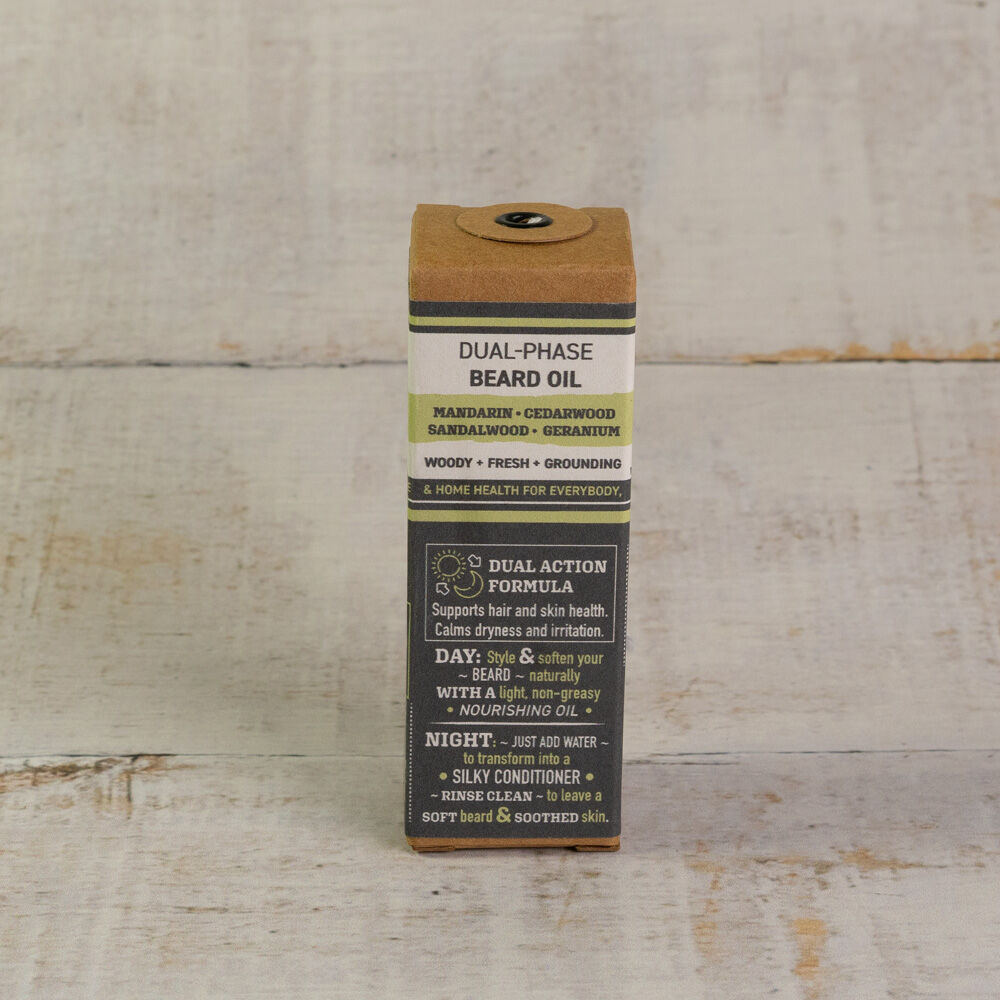 DUAL-PHASE
BEARD OIL
MANDARIN • CEDARWOOD
SANDALWOOD • GERANIUM
WOODY + FRESH + GROUNDING
& HOME HEALTH FOR EVERYBODY,
DUAL ACTION
FORMULA
Supports hair and skin health.
Calms dryness and irritation.
DAY: Style & soften your
~ BEARD ~ naturally
WITH A light, non-greasy
• NOURISHING OIL •
NIGHT: ~ JUST ADD WATER ~
to transform into a
• SILKY CONDITIONER •
~ RINSE CLEAN ~ to leave a
SOFT beard & SOOTHED skin.